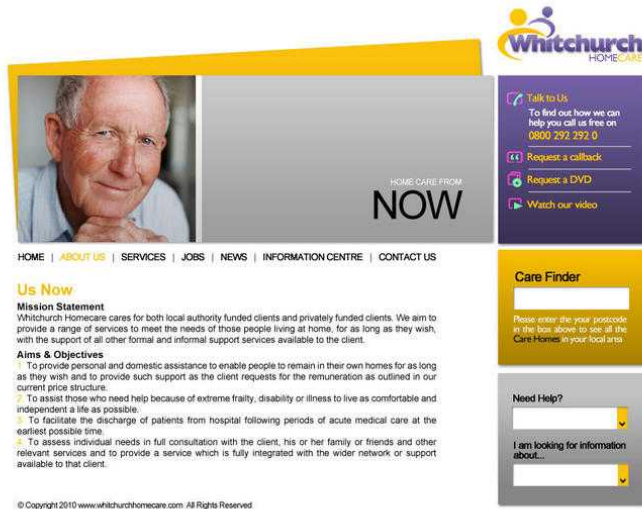 Whitchurch
HOMECARE
Talk to Us
To find out how we can
help you call us free on
0800 292 292 0
Request a callback
Request a DVD
Watch our video
HOME CARE FROM
NOW
HOME | ABOUT US | SERVICES | JOBS | NEWS | INFORMATION CENTRE | CONTACT US
Us Now
Mission Statement
Whitchurch Homecare cares for both local authority funded clients and privately funded clients. We aim to
provide a range of services to meet the needs of those people living at home, for as long as they wish,
with the support of all other formal and informal support services available to the client.
Aims & Objectives
1. To provide personal and domestic assistance to enable people to remain in their own homes for as long
as they wish and to provide such support as the client requests for the remuneration as outlined in our
current price structure.
2. To assist those who need help because of extreme frailty, disability or illness to live as comfortable and
independent a life as possible.
3. To facilitate the discharge of patients from hospital following periods of acute medical care at the
earliest possible time.
4. To assess individual needs in full consultation with the client, his or her family or friends and other
relevant services and to provide a service which is fully integrated with the wider network or support
available to that client.
Care Finder
Please enter the your postcode
in the box above to see all the
Care Homes in your local area
Need Help?
I am looking for information
about...
© Copyright 2010 www.whitchurchhomecare.com All Rights Reserved